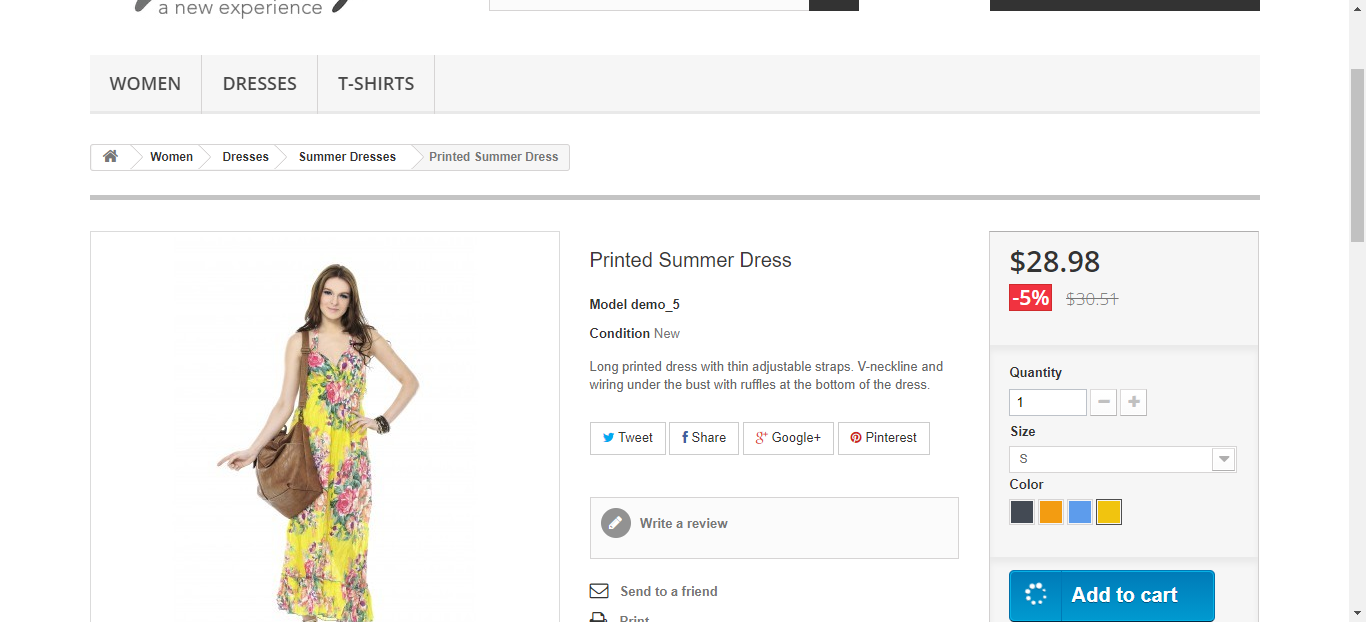 a new experience
WOMEN
DRESSES
T-SHIRTS
Women
Dresses
Summer Dresses
Printed Summer Dress
Printed Summer Dress
Model demo_5
Condition New
Long printed dress with thin adjustable straps. V-neckline and
wiring under the bust with ruffles at the bottom of the dress.
Tweet
Share
Google+
Pinterest
Write a review
Send to a friend
Print
$28.98
-5% $30.51
Quantity
1
Size
S
Color
Add to cart